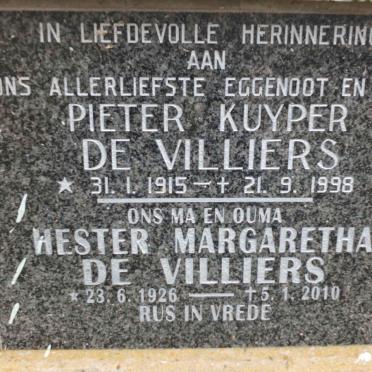 IN LIEFDEVOLLE HERINNERING
AAN
ONS ALLERLIEFSTE EGGENOOT EN
PIETER KUYPER
DE VILLIERS
★ 31. 1. 1915 — + 21. 9. 1998
ONS MA EN OUMA
HESTER MARGARETHA
DE VILLIERS
★ 23. 6. 1926 — + 5. 1. 2010
RUS IN VREDE